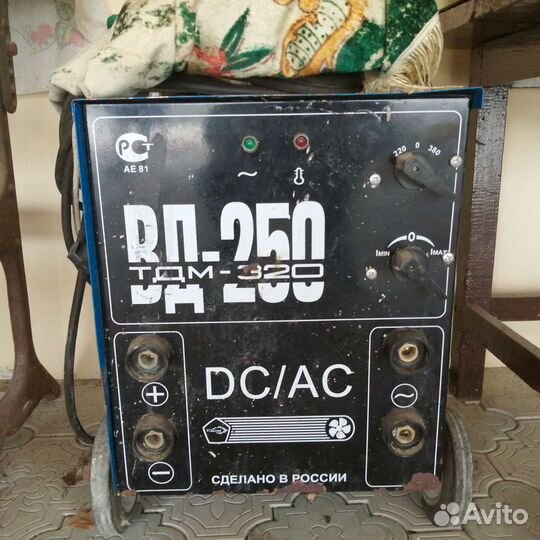 РСТ
АЕ 81
220 0 380
ВД-250
ТДМ-320
0
IMIN IMAX
DC/AC
СДЕЛАНО В РОССИИ
Avito